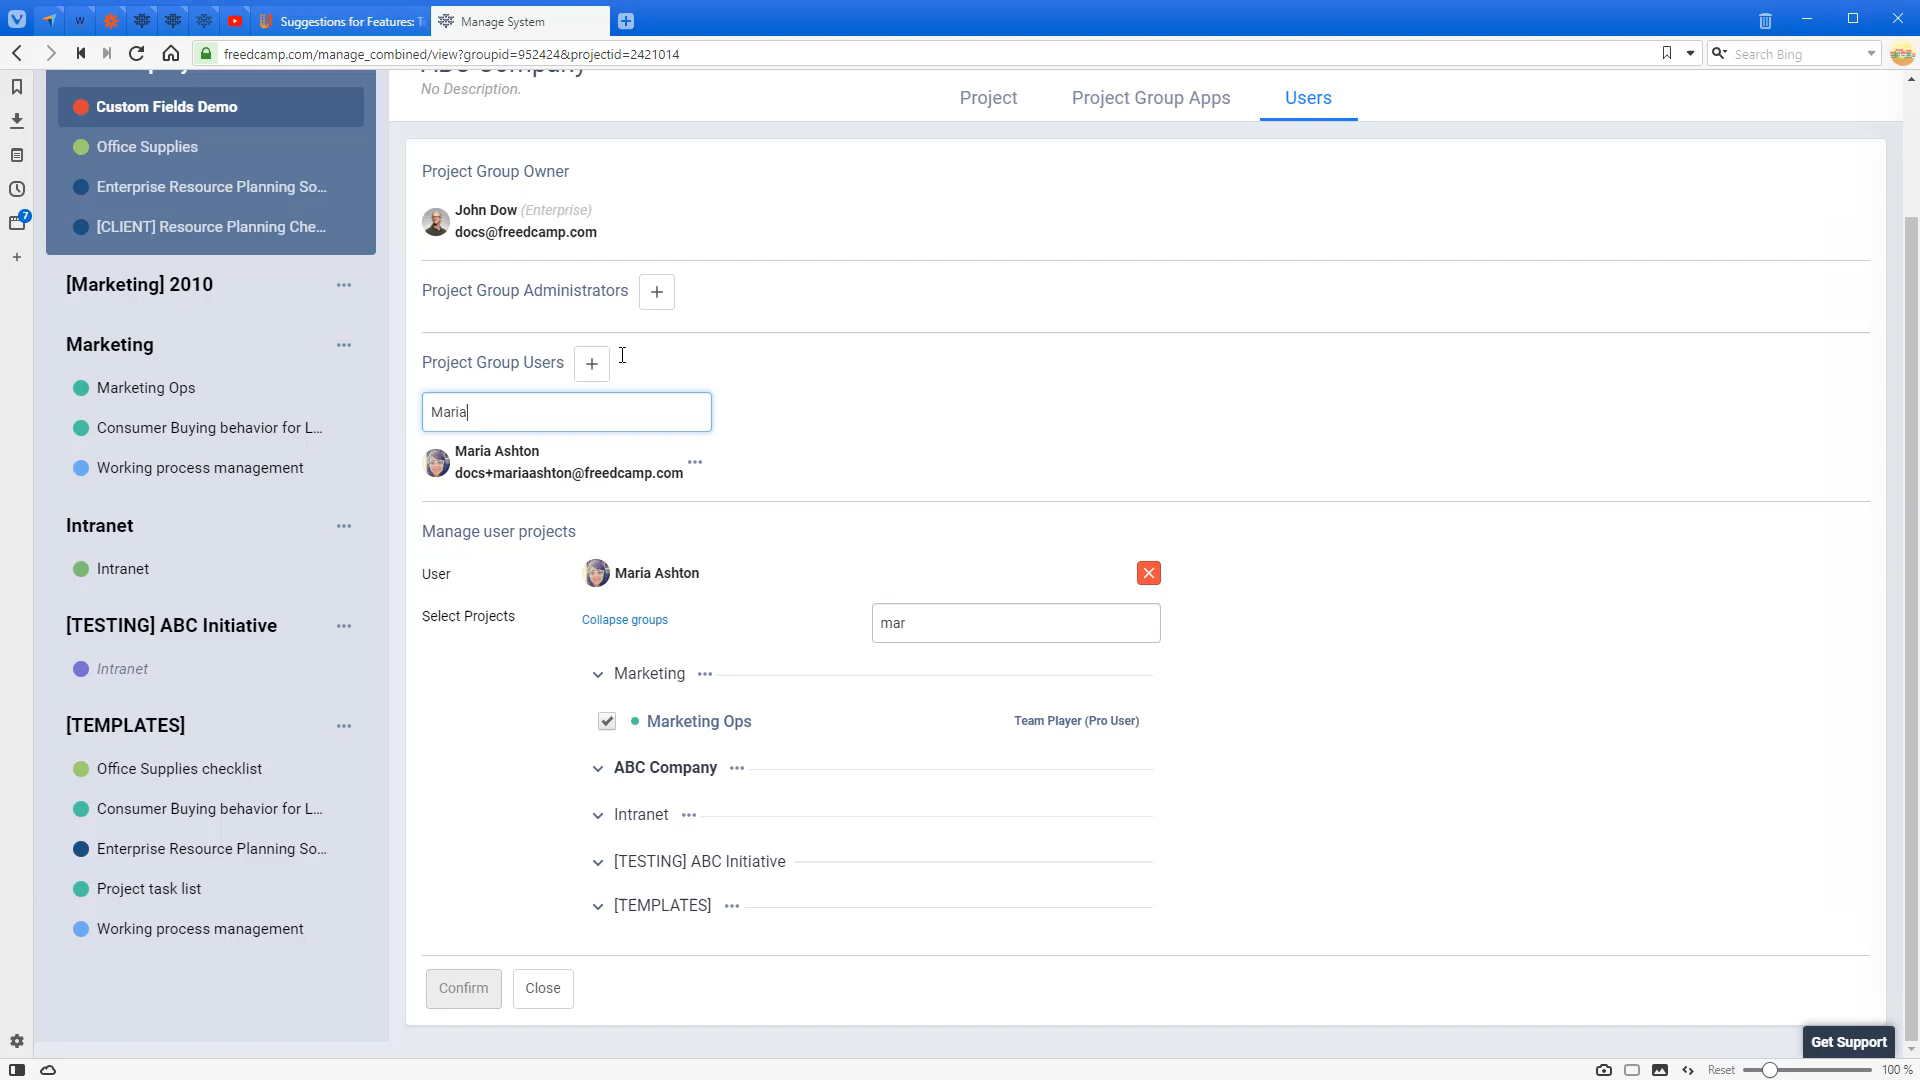 W
Suggestions for Features:
Manage System
freedcamp.com/manage_combined/view?groupid=952424&projectid=2421014
Search Bing
7
Custom Fields Demo
Office Supplies
Enterprise Resource Planning So...
[CLIENT] Resource Planning Che...
[Marketing] 2010
Marketing
Marketing Ops
Consumer Buying behavior for L...
Working process management
Intranet
Intranet
[TESTING] ABC Initiative
Intranet
[TEMPLATES]
Office Supplies checklist
Consumer Buying behavior for L...
Enterprise Resource Planning So...
Project task list
Working process management
ABC Company
No Description.
Project
Project Group Apps
Users
Project Group Owner
John Dow (Enterprise)
docs@freedcamp.com
Project Group Administrators
Project Group Users
Maria
Maria Ashton
docs+mariaashton@freedcamp.com
Manage user projects
User
Maria Ashton
Select Projects
Collapse groups
mar
Marketing
Marketing Ops
Team Player (Pro User)
ABC Company
Intranet
[TESTING] ABC Initiative
[TEMPLATES]
Confirm
Close
Get Support
Reset
100 %